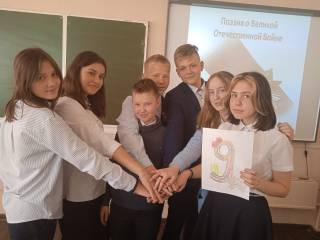 Поэзия о Великой
Отечественной Войне
9